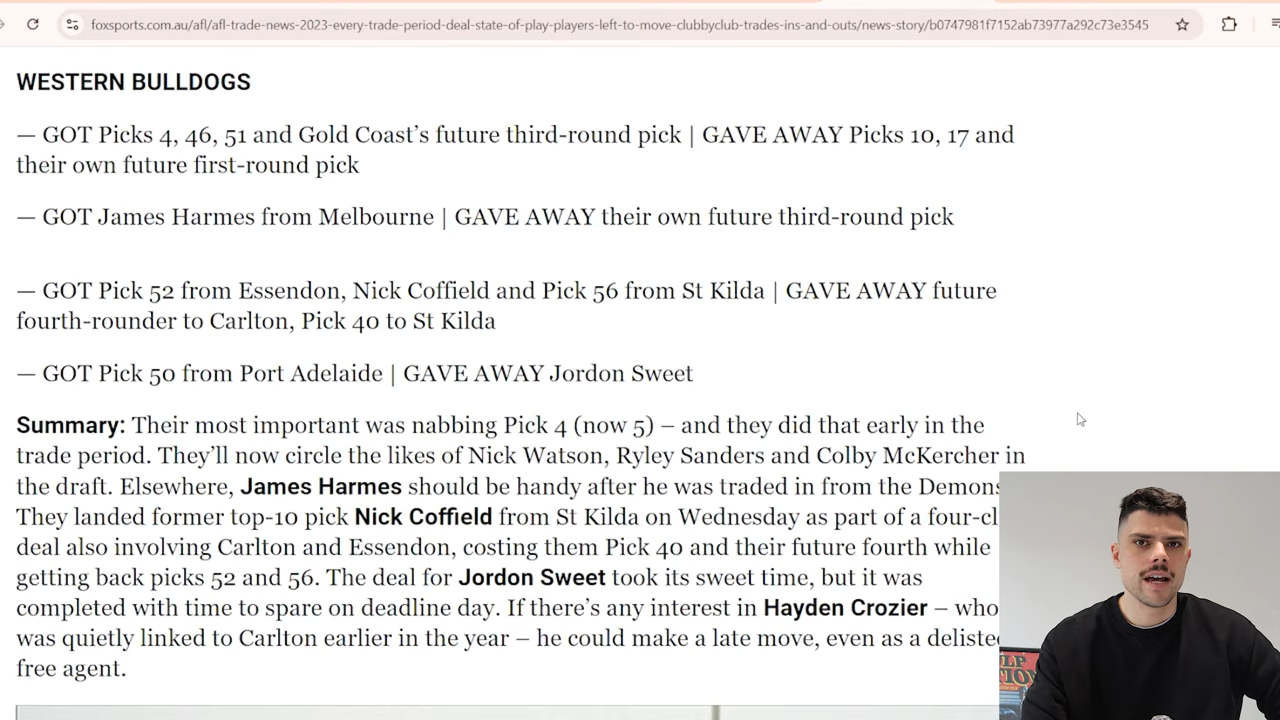 foxsports.com.au/afl/afl-trade-news-2023-every-trade-period-deal-state-of-play-players-left-to-move-clubbyclub-trades-ins-and-outs/news-story/b0747981f7152ab73977a292c73e3545
WESTERN BULLDOGS
— GOT Picks 4, 46, 51 and Gold Coast’s future third-round pick | GAVE AWAY Picks 10, 17 and
their own future first-round pick
— GOT James Harmes from Melbourne | GAVE AWAY their own future third-round pick
— GOT Pick 52 from Essendon, Nick Coffield and Pick 56 from St Kilda | GAVE AWAY future
fourth-rounder to Carlton, Pick 40 to St Kilda
— GOT Pick 50 from Port Adelaide | GAVE AWAY Jordon Sweet
Summary: Their most important was nabbing Pick 4 (now 5) – and they did that early in the
trade period. They’ll now circle the likes of Nick Watson, Ryley Sanders and Colby McKercher in
the draft. Elsewhere, James Harmes should be handy after he was traded in from the Demons
They landed former top-10 pick Nick Coffield from St Kilda on Wednesday as part of a four-cl
deal also involving Carlton and Essendon, costing them Pick 40 and their future fourth while
getting back picks 52 and 56. The deal for Jordon Sweet took its sweet time, but it was
completed with time to spare on deadline day. If there’s any interest in Hayden Crozier – who
was quietly linked to Carlton earlier in the year – he could make a late move, even as a deliste
free agent.